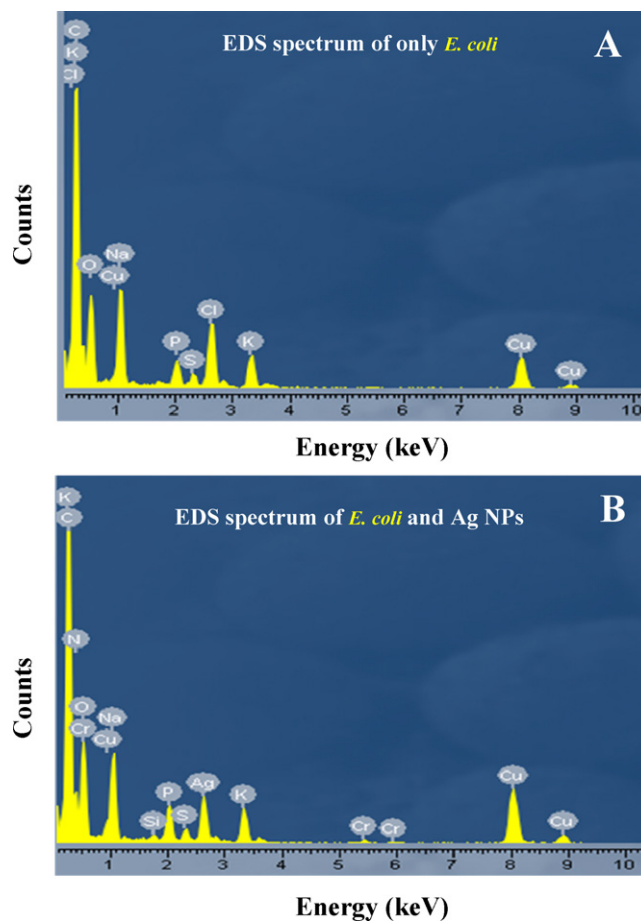 EDS spectrum of only E. coli
A
C
K
Cl
O
Na
Cu
P
S
Cl
K
Cu
Cu
Counts
1 2 3 4 5 6 7 8 9 10
Energy (keV)
EDS spectrum of E. coli and Ag NPs
B
K
C
N
O
Cr
Na
Cu
Si
P
S
Ag
K
Cr
Cr
Cu
Cu
Counts
1 2 3 4 5 6 7 8 9 10
Energy (keV)